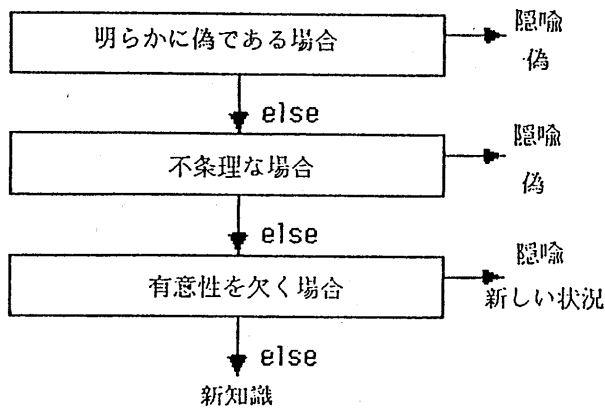 明らかに偽である場合
隠喩
偽
else
不条理な場合
隠喩
偽
else
有意性を欠く場合
隠喩
新しい状況
else
新知識